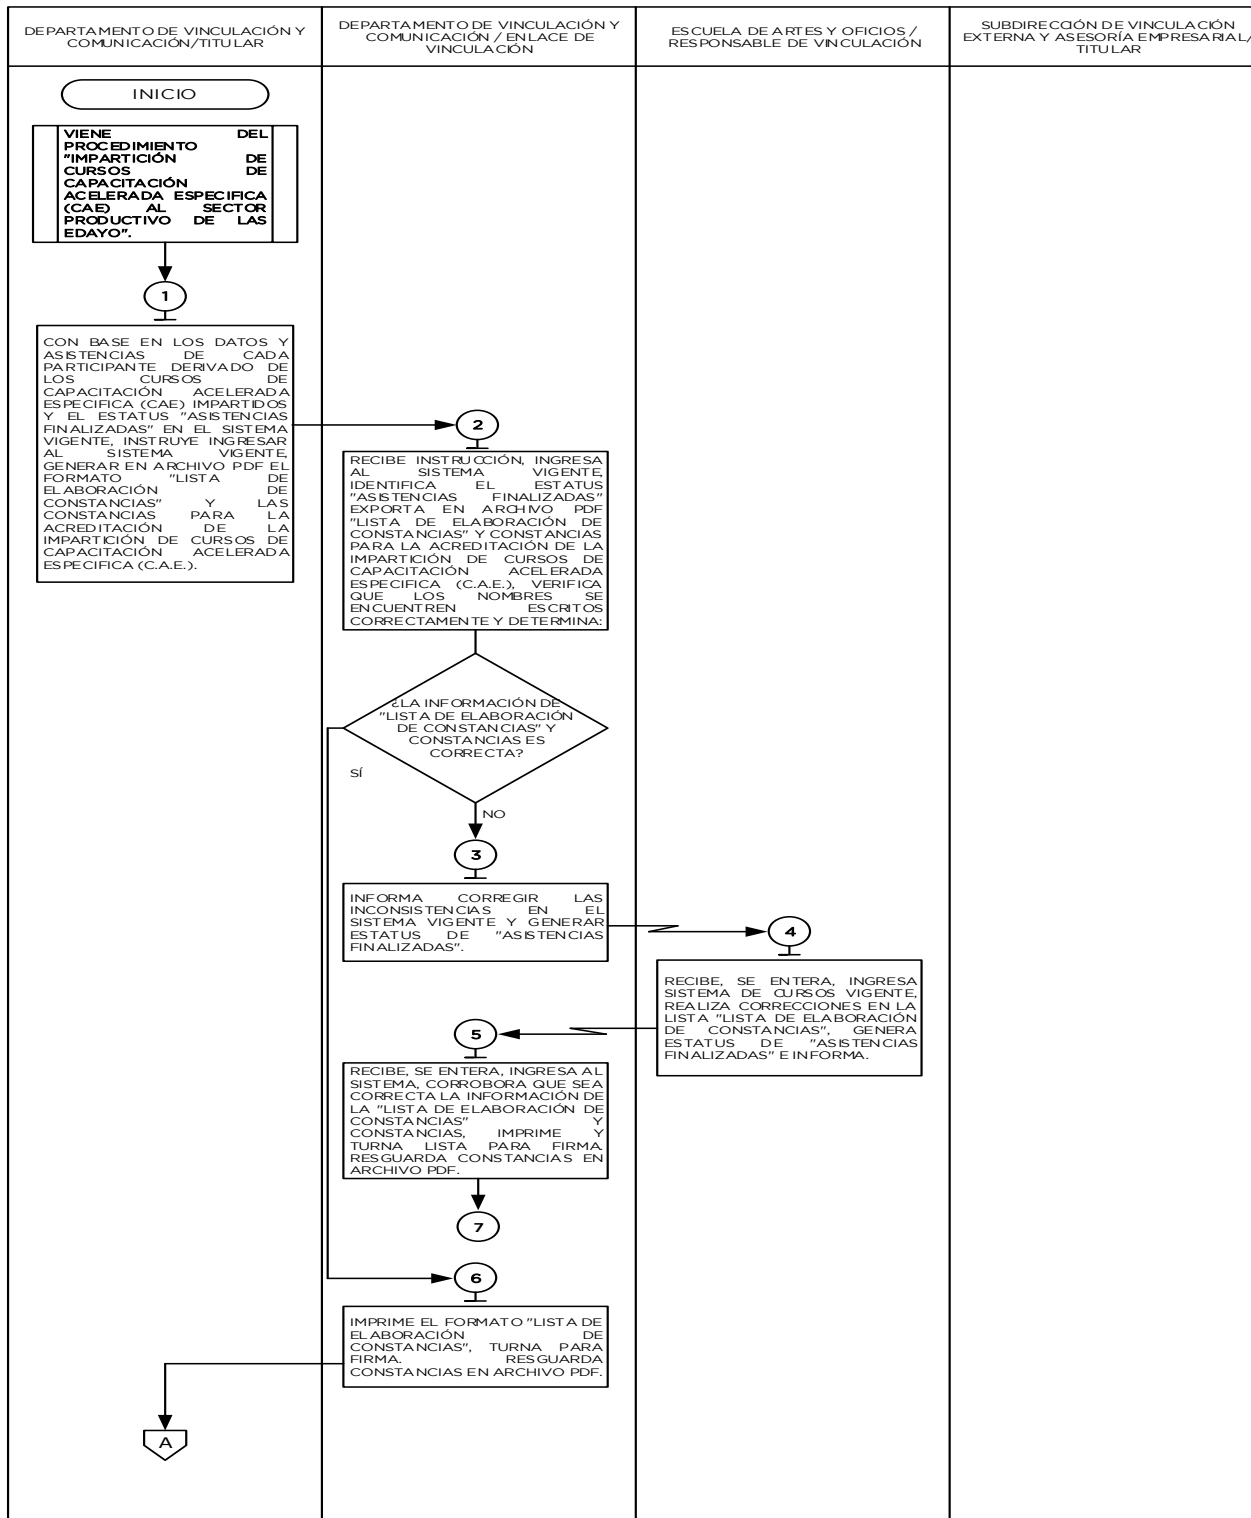 DEPARTAMENTO DE VINCULACIÓN Y
COMUNICACIÓN/TITULAR
DEPARTAMENTO DE VINCULACIÓN Y
COMUNICACIÓN / ENLACE DE
VINCULACIÓN
ESCUELA DE ARTES Y OFICIOS /
RESPONSABLE DE VINCULACIÓN
SUBDIRECCIÓN DE VINCULACIÓN
EXTERNA Y ASESORÍA EMPRESARIAL/
TITULAR
INICIO
VIENE DEL
PROCEDIMIENTO
"IMPARTICIÓN DE
CURSOS DE
CAPACITACIÓN
ACELERADA ESPECIFICA
(CAE) AL SECTOR
PRODUCTIVO DE LAS
EDAYO".
1
CON BASE EN LOS DATOS Y
ASISTENCIAS DE CADA
PARTICIPANTE DERIVADO DE
LOS CURSOS DE
CAPACITACIÓN ACELERADA
ESPECIFICA (CAE) IMPARTIDOS
Y EL ESTATUS "ASISTENCIAS
FINALIZADAS" EN EL SISTEMA
VIGENTE, INSTRUYE INGRESAR
AL SISTEMA VIGENTE,
GENERAR EN ARCHIVO PDF EL
FORMATO "LISTA DE
ELABORACIÓN DE
CONSTANCIAS" Y LAS
CONSTANCIAS PARA LA
ACREDITACIÓN DE LA
IMPARTICIÓN DE CURSOS DE
CAPACITACIÓN ACELERADA
ESPECIFICA (C.A.E.).
2
RECIBE INSTRUCCIÓN, INGRESA
AL SISTEMA VIGENTE,
IDENTIFICA EL ESTATUS
"ASISTENCIAS FINALIZADAS"
EXPORTA EN ARCHIVO PDF
"LISTA DE ELABORACIÓN DE
CONSTANCIAS" Y CONSTANCIAS
PARA LA ACREDITACIÓN DE LA
IMPARTICIÓN DE CURSOS DE
CAPACITACIÓN ACELERADA
ESPECIFICA (C.A.E.), VERIFICA
QUE LOS NOMBRES SE
ENCUENTREN ESCRITOS
CORRECTAMENTE Y DETERMINA:
¿LA INFORMACIÓN DE
"LISTA DE ELABORACIÓN
DE CONSTANCIAS" Y
CONSTANCIAS ES
CORRECTA?
SÍ
NO
3
INFORMA CORREGIR LAS
INCONSISTENCIAS EN EL
SISTEMA VIGENTE Y GENERAR
ESTATUS DE "ASISTENCIAS
FINALIZADAS".
4
RECIBE, SE ENTERA, INGRESA
SISTEMA DE CURSOS VIGENTE,
REALIZA CORRECCIONES EN LA
LISTA "LISTA DE ELABORACIÓN
DE CONSTANCIAS", GENERA
ESTATUS DE "ASISTENCIAS
FINALIZADAS" E INFORMA.
5
RECIBE, SE ENTERA, INGRESA AL
SISTEMA, CORROBORA QUE SEA
CORRECTA LA INFORMACIÓN DE
LA "LISTA DE ELABORACIÓN DE
CONSTANCIAS" Y
CONSTANCIAS, IMPRIME Y
TURNA LISTA PARA FIRMA.
RESGUARDA CONSTANCIAS EN
ARCHIVO PDF.
7
6
IMPRIME EL FORMATO "LISTA DE
ELABORACIÓN DE
CONSTANCIAS", TURNA PARA
FIRMA. RESGUARDA
CONSTANCIAS EN ARCHIVO PDF.
A